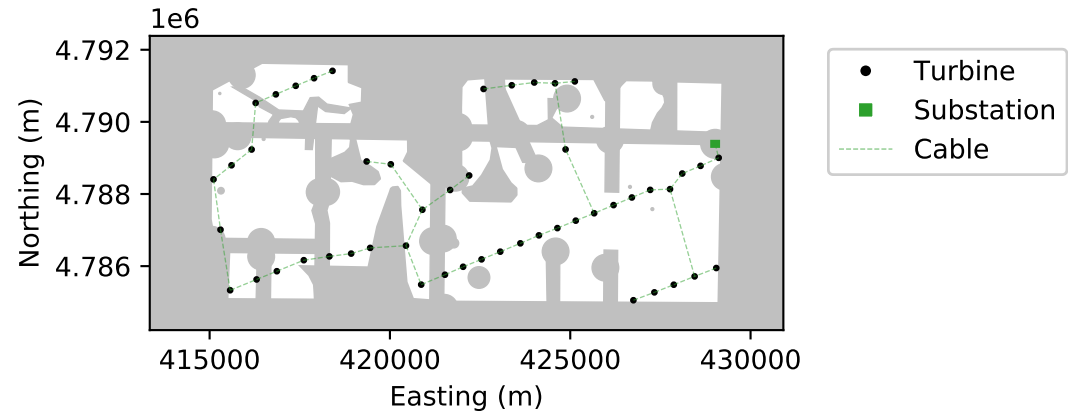 1e6
4.792
4.790
4.788
4.786
Northing (m)
415000
420000
425000
430000
Easting (m)
Turbine
Substation
Cable